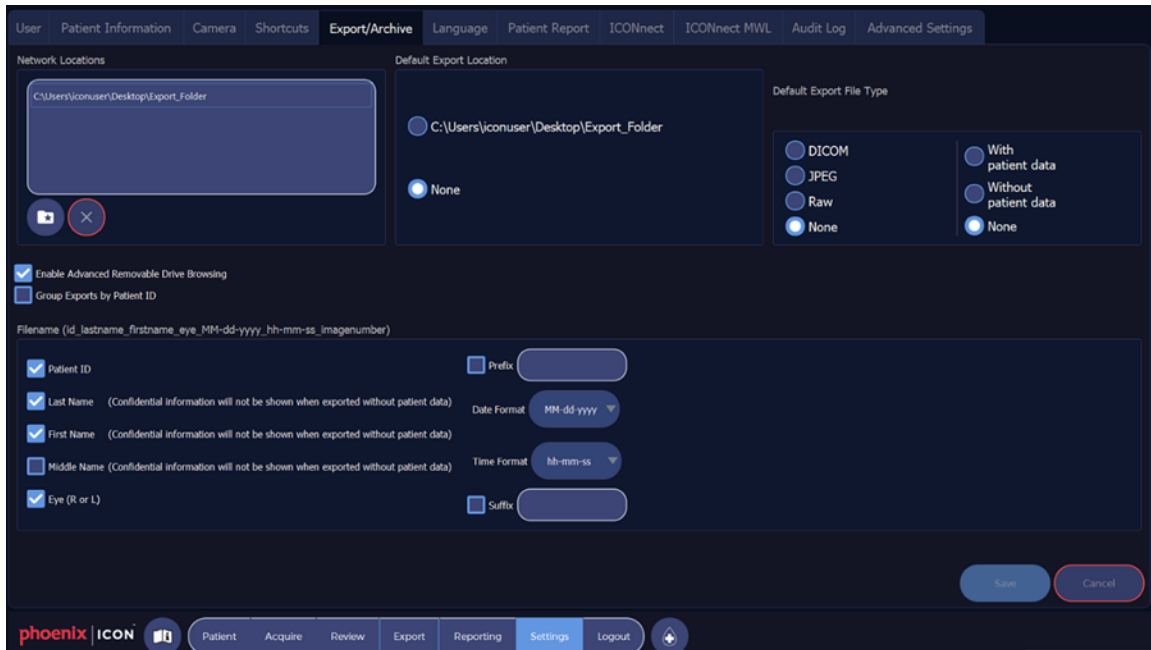 User Patient Information Camera Shortcuts Export/Archive Language Patient Report ICONnect ICONnect MWL Audit Log Advanced Settings
Network Locations
C:\Users\iconuser\Desktop\Export_Folder
Default Export Location
C:\Users\iconuser\Desktop\Export_Folder
None
Default Export File Type
DICOM
JPEG
Raw
None
With
patient data
Without
patient data
None
Enable Advanced Removable Drive Browsing
Group Exports by Patient ID
Filename (id_lastname_firstname_eye_MM-dd-yyyy_hh-mm-ss_imagenumber)
Patient ID
Last Name (Confidential information will not be shown when exported without patient data)
First Name (Confidential information will not be shown when exported without patient data)
Middle Name (Confidential information will not be shown when exported without patient data)
Eye (R or L)
Prefix
Date Format MM-dd-yyyy
Time Format hh-mm-ss
Suffix
Save Cancel
phoenix | ICON Patient Acquire Review Export Reporting Settings Logout